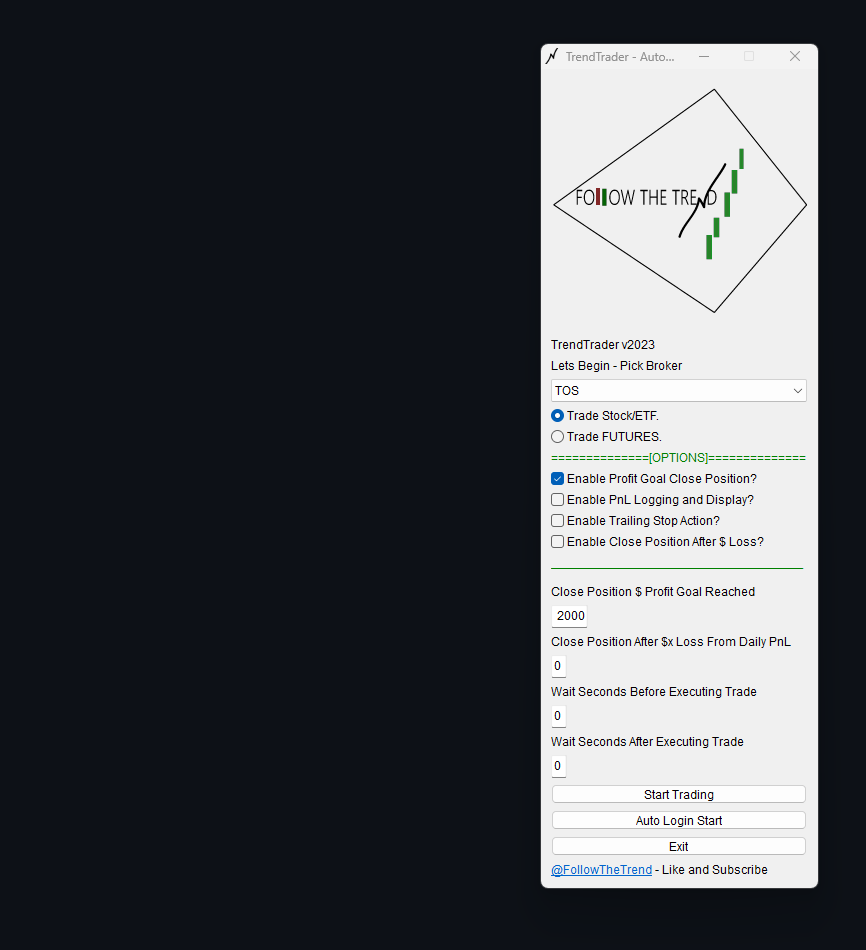 TrendTrader - Auto...
FOllOW THE TREND
TrendTrader v2023
Lets Begin - Pick Broker
TOS
Trade Stock/ETF.
Trade FUTURES.
==============[OPTIONS]==============
Enable Profit Goal Close Position?
Enable PnL Logging and Display?
Enable Trailing Stop Action?
Enable Close Position After $ Loss?
Close Position $ Profit Goal Reached
2000
Close Position After $x Loss From Daily PnL
0
Wait Seconds Before Executing Trade
0
Wait Seconds After Executing Trade
0
Start Trading
Auto Login Start
Exit
@FollowTheTrend - Like and Subscribe